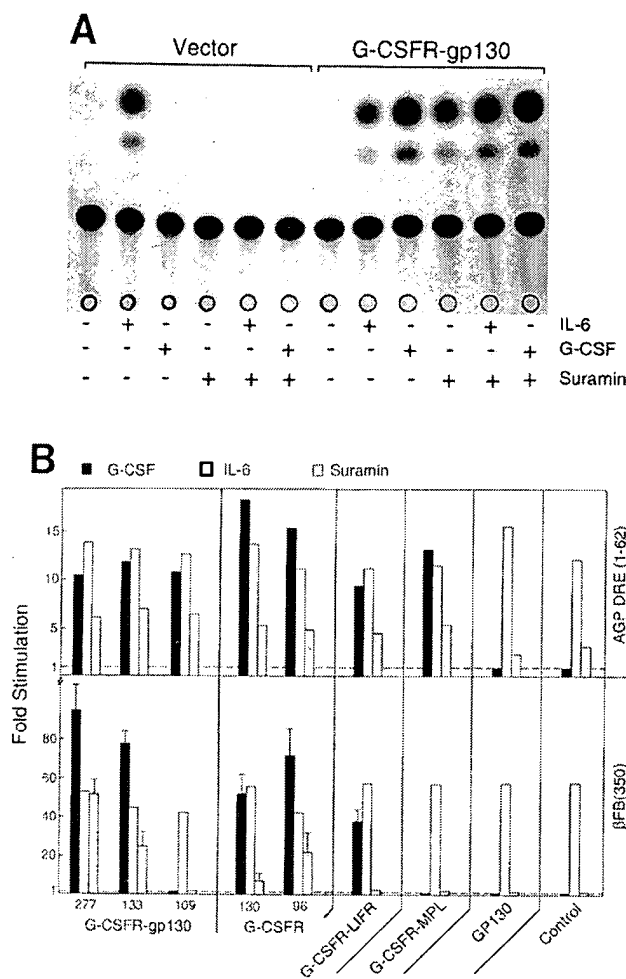 A
Vector G-CSFR-gp130
- + - - + - - + - - + - IL-6
- - + - - + - - + - - + G-CSF
- - - + + + - - - + + + Suramin
B
G-CSF IL-6 Suramin
Fold Stimulation
15
10
5
1
AGP DRE (1-62)
80
60
40
20
1
βFB(350)
277 133 109 130 96
G-CSFR-gp130 G-CSFR G-CSFR-LIFR G-CSFR-MPL GP130 Control